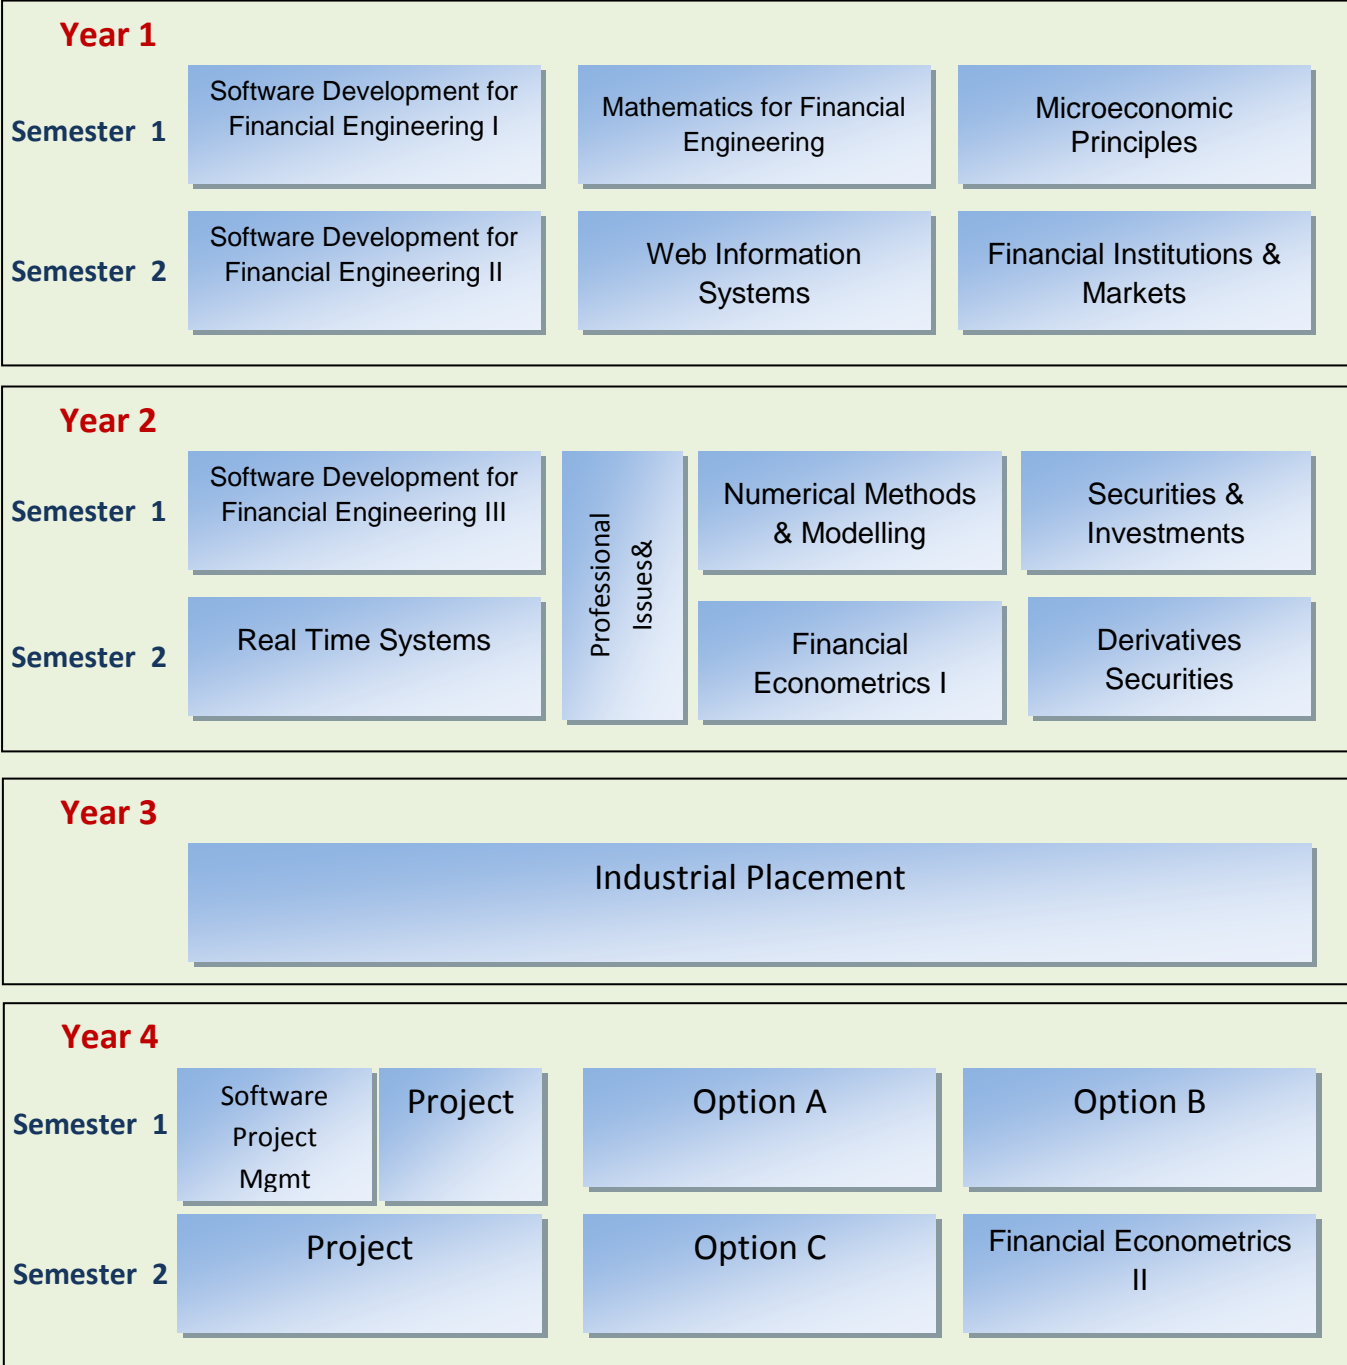 Year 1
Semester 1
Software Development for
Financial Engineering I
Mathematics for Financial
Engineering
Microeconomic
Principles
Semester 2
Software Development for
Financial Engineering II
Web Information
Systems
Financial Institutions &
Markets
Year 2
Semester 1
Software Development for
Financial Engineering III
Professional
Issues&
Numerical Methods
& Modelling
Securities &
Investments
Semester 2
Real Time Systems
Financial
Econometrics I
Derivatives
Securities
Year 3
Industrial Placement
Year 4
Semester 1
Software
Project
Mgmt
Project
Option A
Option B
Semester 2
Project
Option C
Financial Econometrics
II